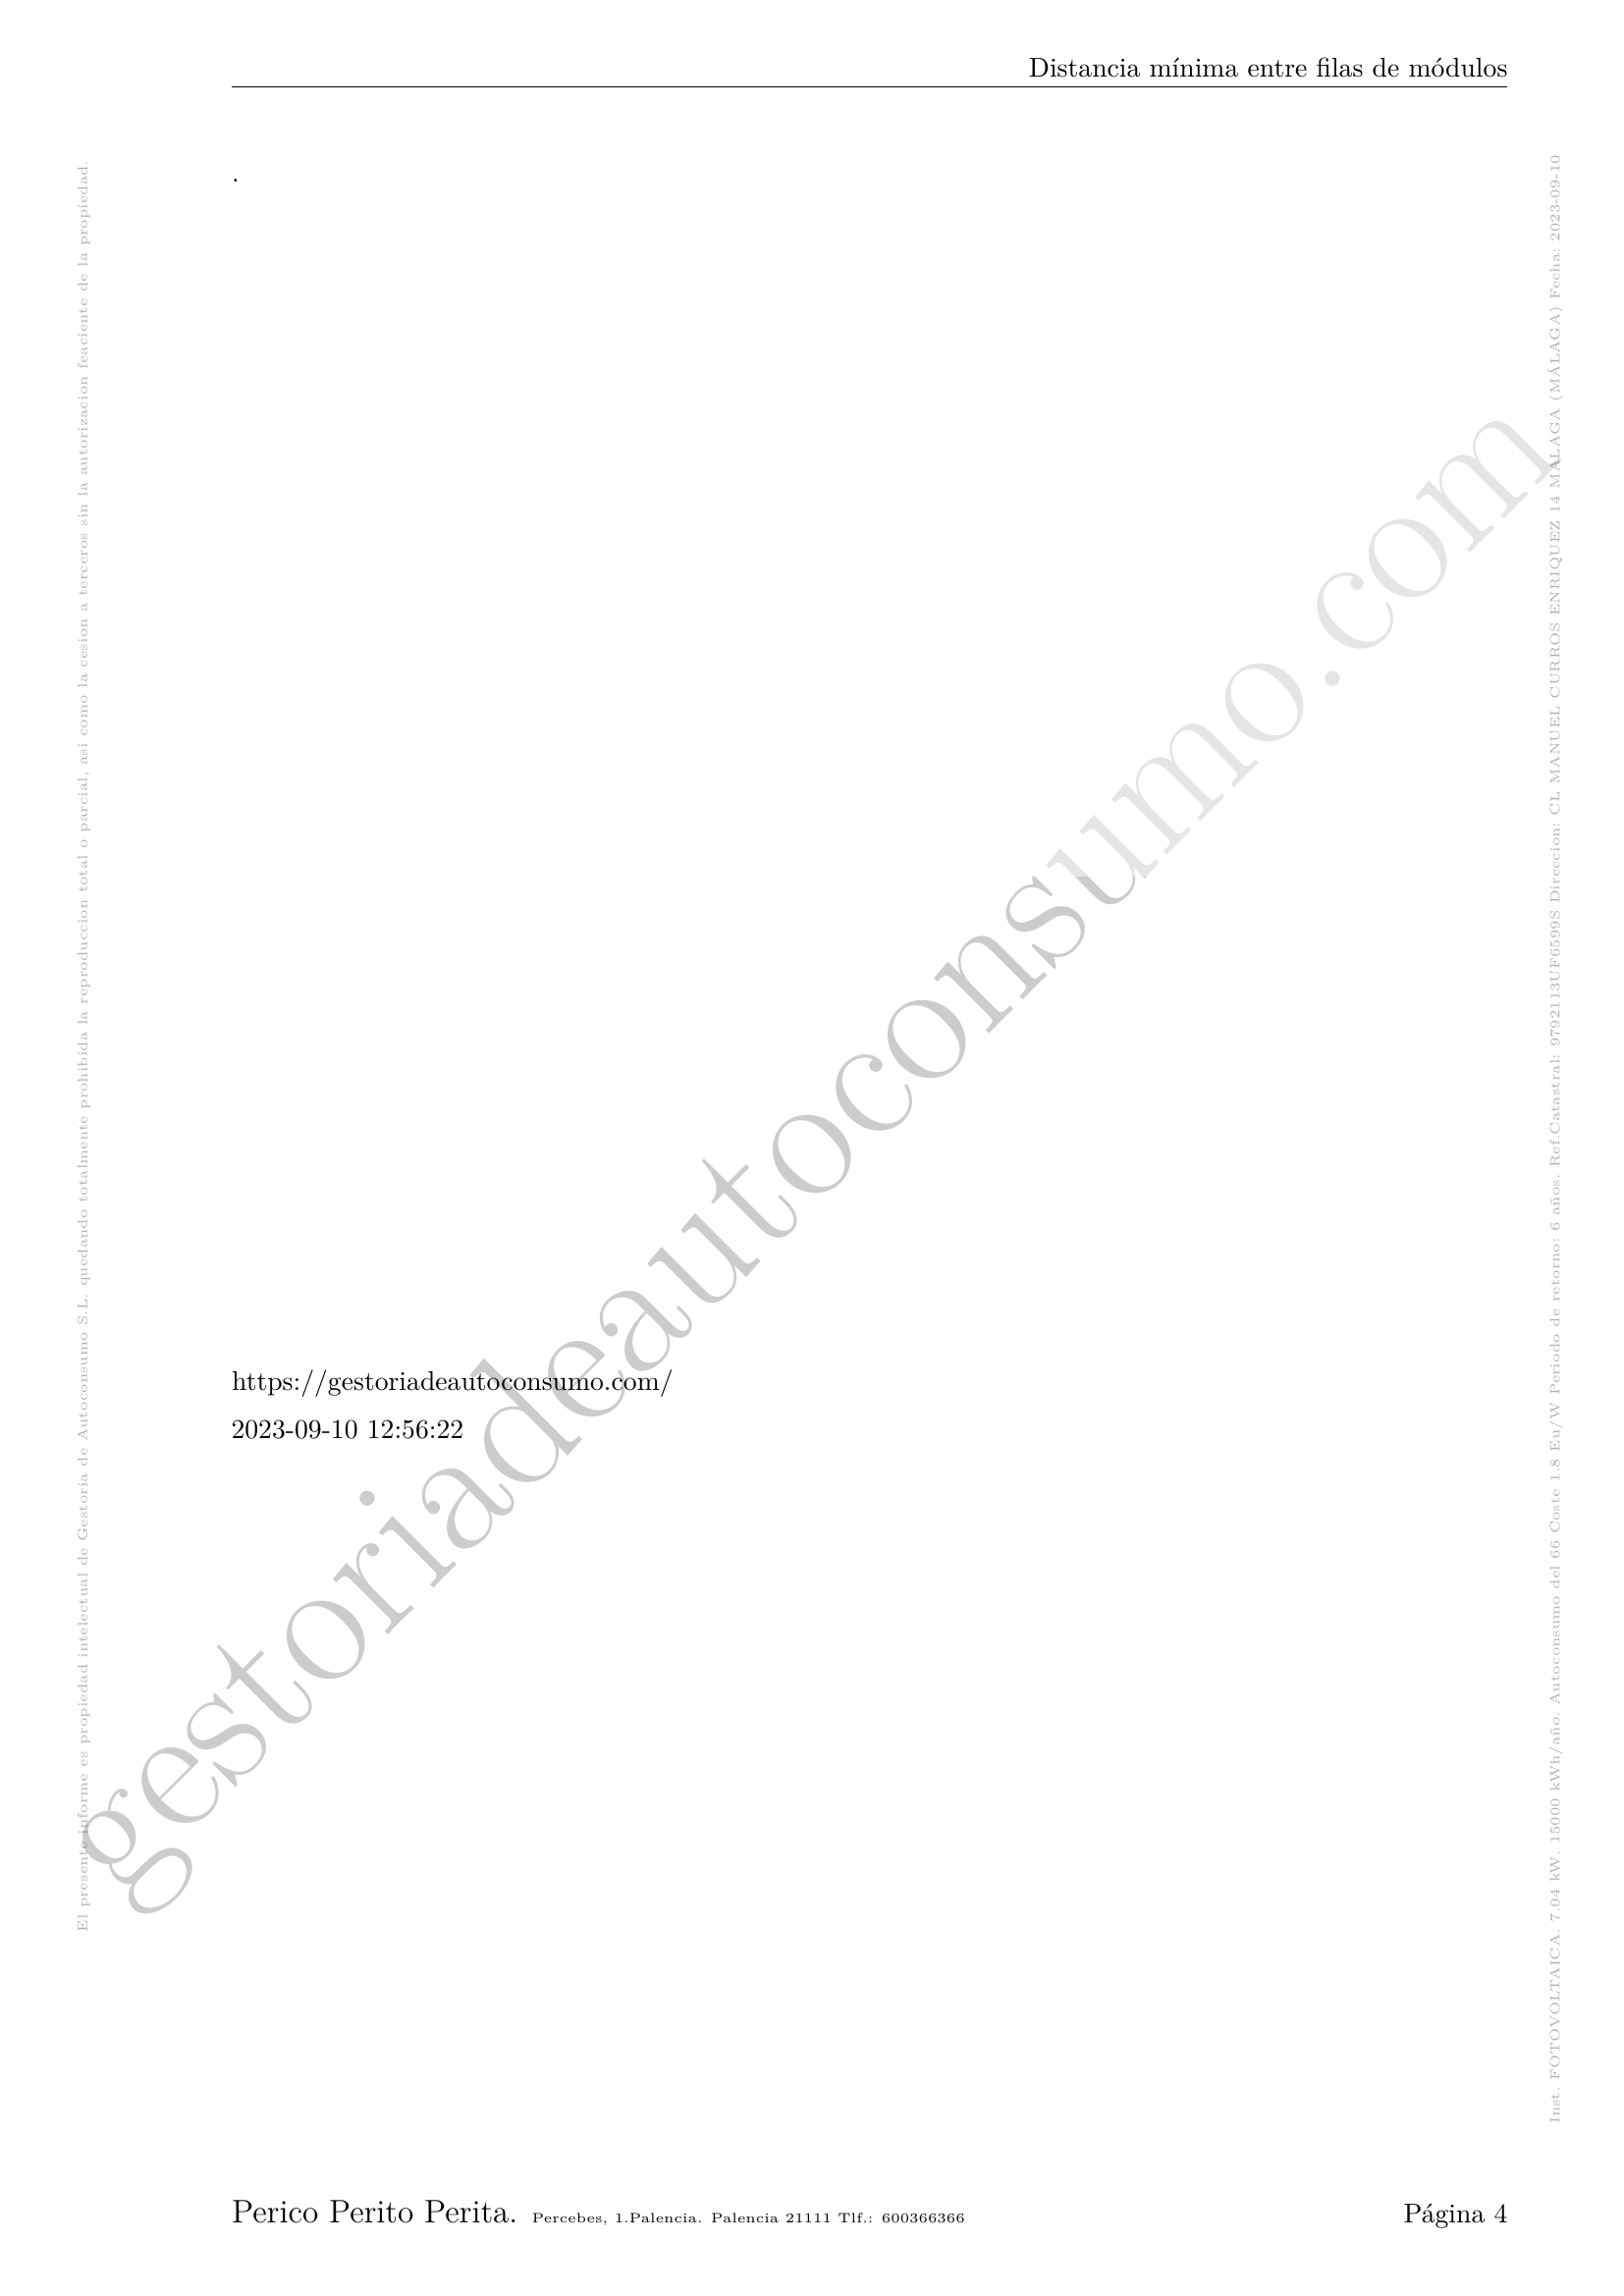 Distancia mínima entre filas de módulos
.
El presente informe es propiedad intelectual de Gestoria de Autoconsumo S.L. quedando totalmente prohibida la reproduccion total o parcial, asi como la cesion a terceros sin la autorizacion feaciente de la propiedad.
gestoriadeautoconsumo.com
Inst. FOTOVOLTAICA. 7.04 kW. 15000 kWh/año. Autoconsumo del 66 Coste 1.8 Eu/W Periodo de retorno: 6 años. Ref.Catastral: 9792113UF6599S Direccion: CL MANUEL CURROS ENRIQUEZ 14 MALAGA (MÁLAGA) Fecha: 2023-09-10
https://gestoriadeautoconsumo.com/
2023-09-10 12:56:22
Perico Perito Perita. Percebes, 1.Palencia. Palencia 21111 Tlf.: 600366366
Página 4